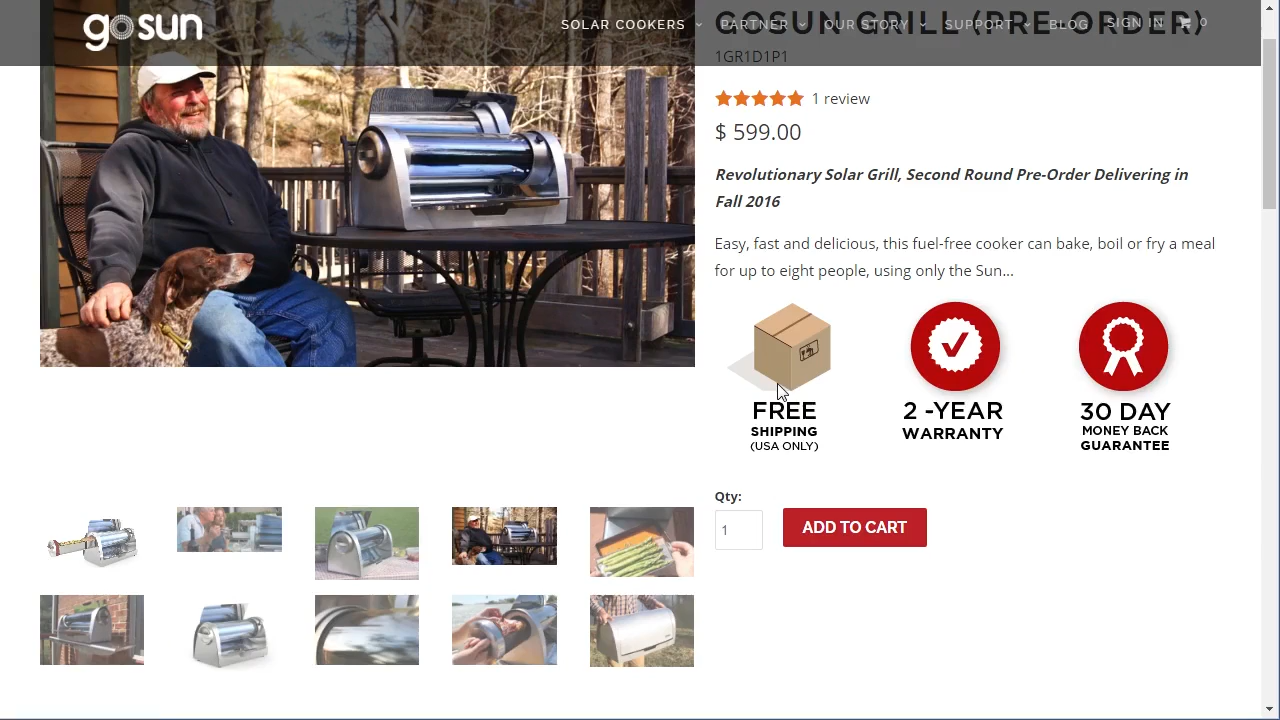 go sun
SOLAR COOKERS PARTNER OUR STORY SUPPORT BLOG SIGN IN 0
GOSUN GRILL (PRE-ORDER)
1GR1D1P1
1 review
$ 599.00
Revolutionary Solar Grill, Second Round Pre-Order Delivering in
Fall 2016
Easy, fast and delicious, this fuel-free cooker can bake, boil or fry a meal
for up to eight people, using only the Sun...
FREE
SHIPPING
(USA ONLY)
2 -YEAR
WARRANTY
30 DAY
MONEY BACK
GUARANTEE
Qty:
1
ADD TO CART